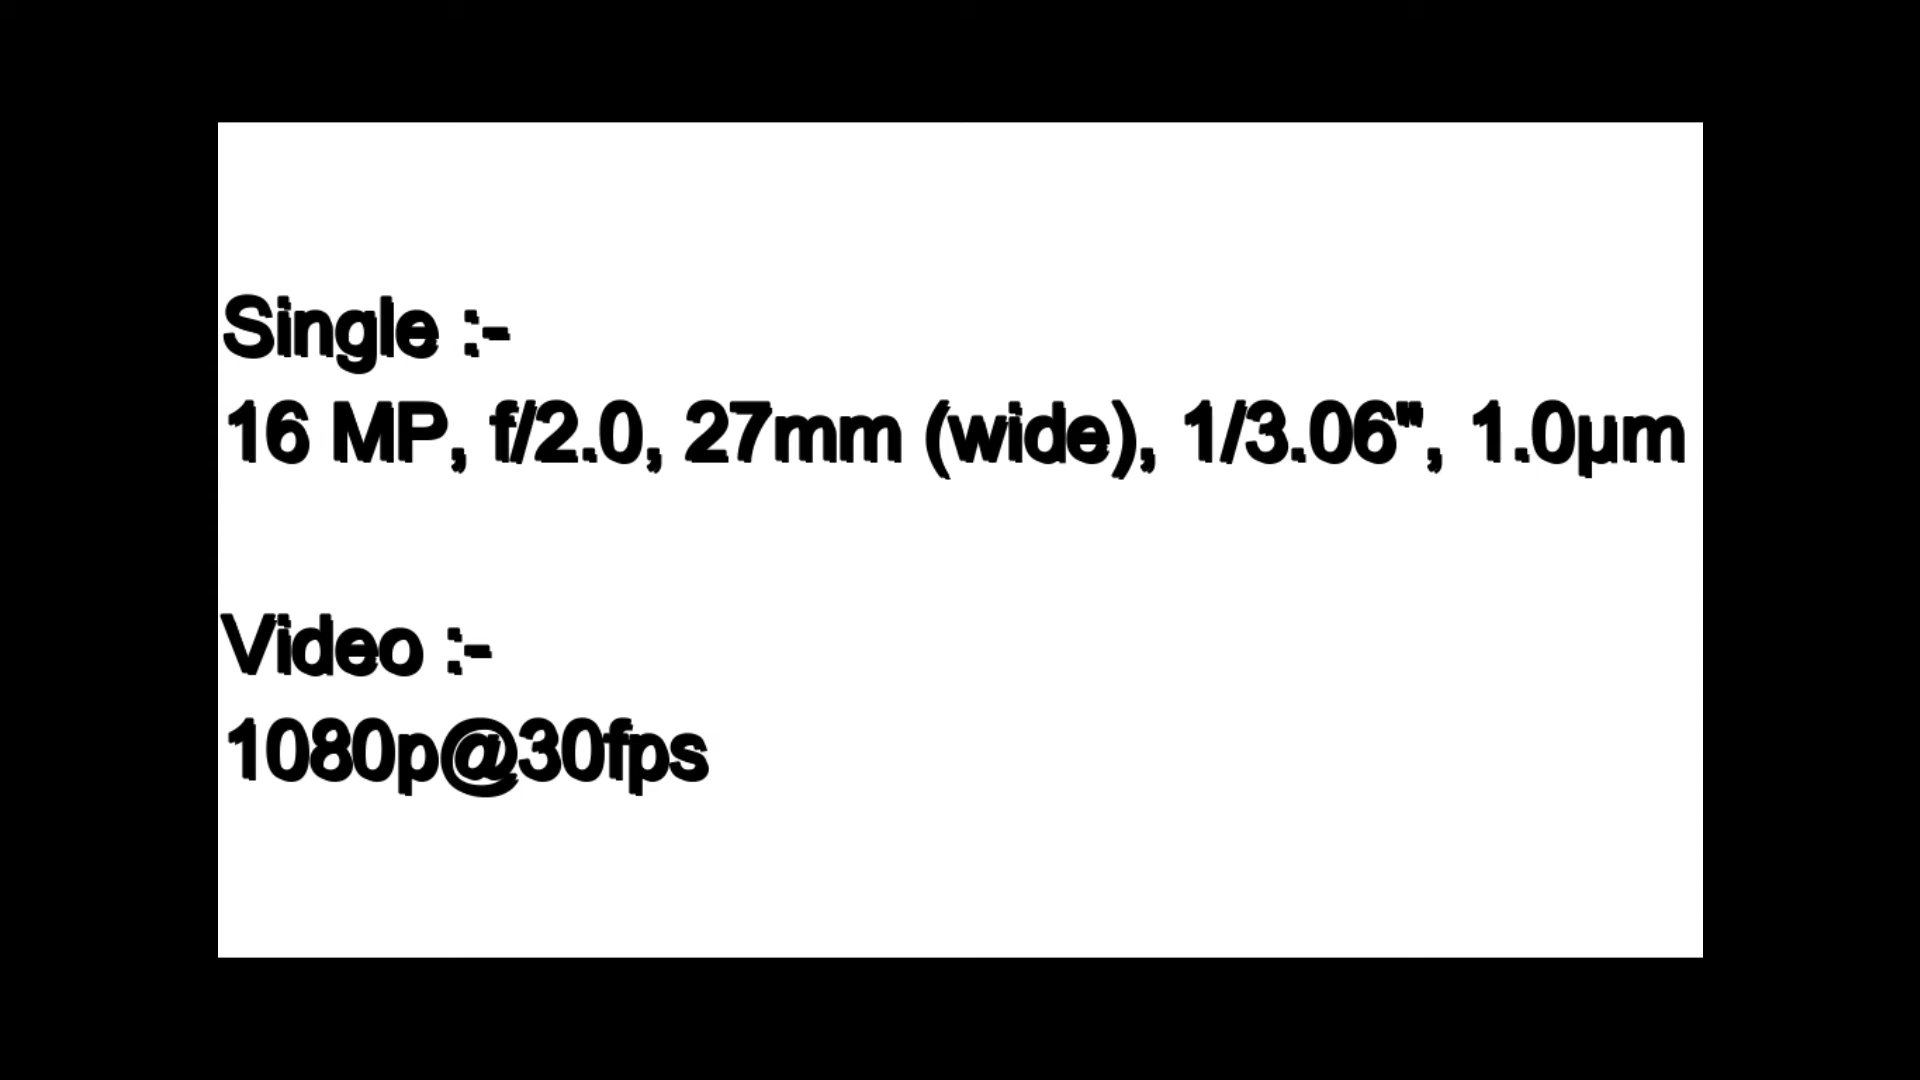 Single :-
16 MP, f/2.0, 27mm (wide), 1/3.06", 1.0μm
Video :-
1080p@30fps